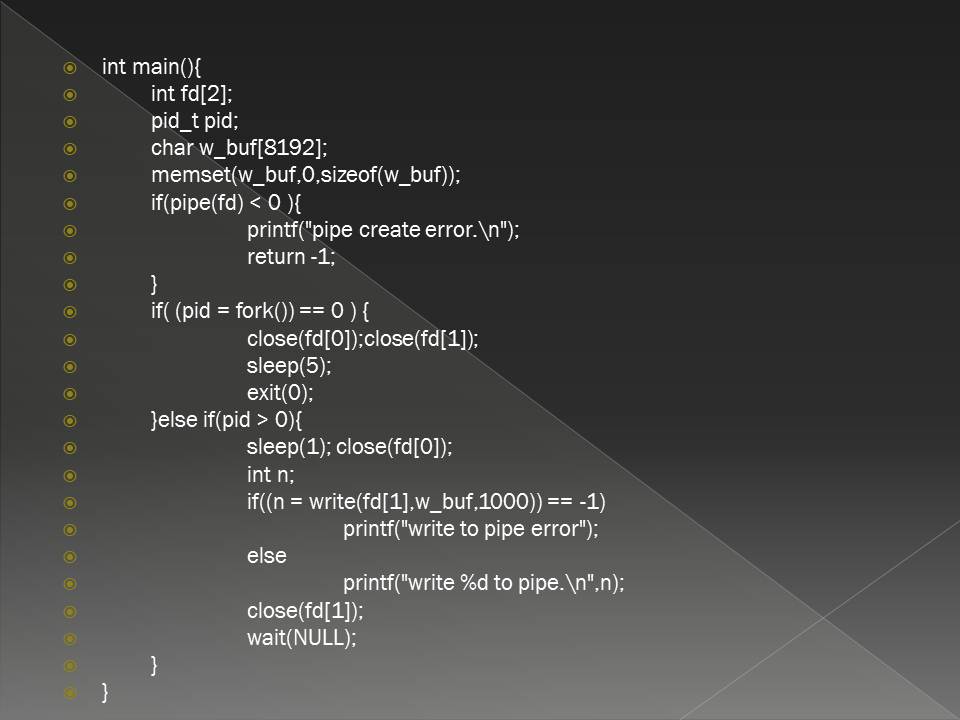 int main(){
int fd[2];
pid_t pid;
char w_buf[8192];
memset(w_buf,0,sizeof(w_buf));
if(pipe(fd) < 0 ){
printf("pipe create error.\n");
return -1;
}
if( (pid = fork()) == 0 ) {
close(fd[0]);close(fd[1]);
sleep(5);
exit(0);
}else if(pid > 0){
sleep(1); close(fd[0]);
int n;
if((n = write(fd[1],w_buf,1000)) == -1)
printf("write to pipe error");
else
printf("write %d to pipe.\n",n);
close(fd[1]);
wait(NULL);
}
}